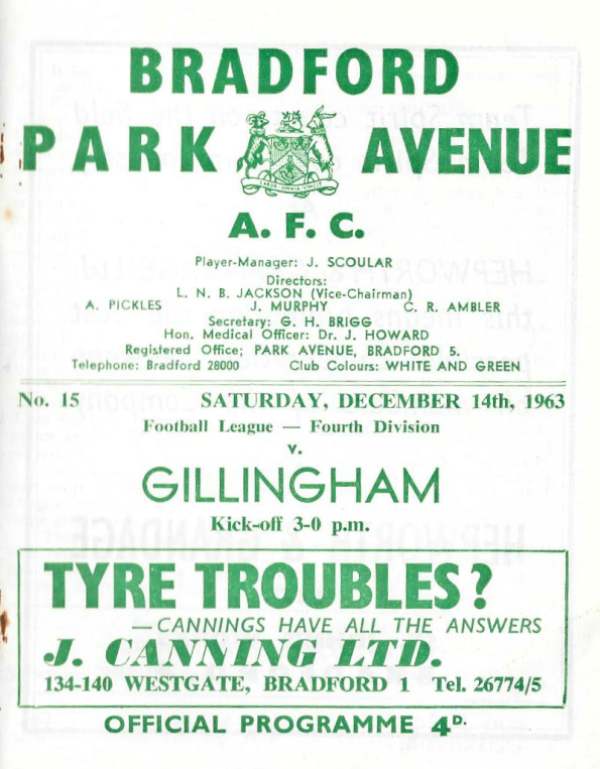 BRADFORD
PARK AVENUE
A. F. C.
Player-Manager: J. SCOULAR
Directors:
L. N. B. JACKSON (Vice-Chairman)
A. PICKLES J. MURPHY C. R. AMBLER
Secretary: G. H. BRIGG
Hon. Medical Officer: Dr. J. HOWARD
Registered Office; PARK AVENUE, BRADFORD 5.
Telephone: Bradford 28000 Club Colours: WHITE AND GREEN
No. 15 SATURDAY, DECEMBER 14th, 1963
Football League — Fourth Division
v.
GILLINGHAM
Kick-off 3-0 p.m.
TYRE TROUBLES?
—CANNINGS HAVE ALL THE ANSWERS
J. CANNING LTD.
134-140 WESTGATE, BRADFORD 1 Tel. 26774/5
OFFICIAL PROGRAMME 4D.